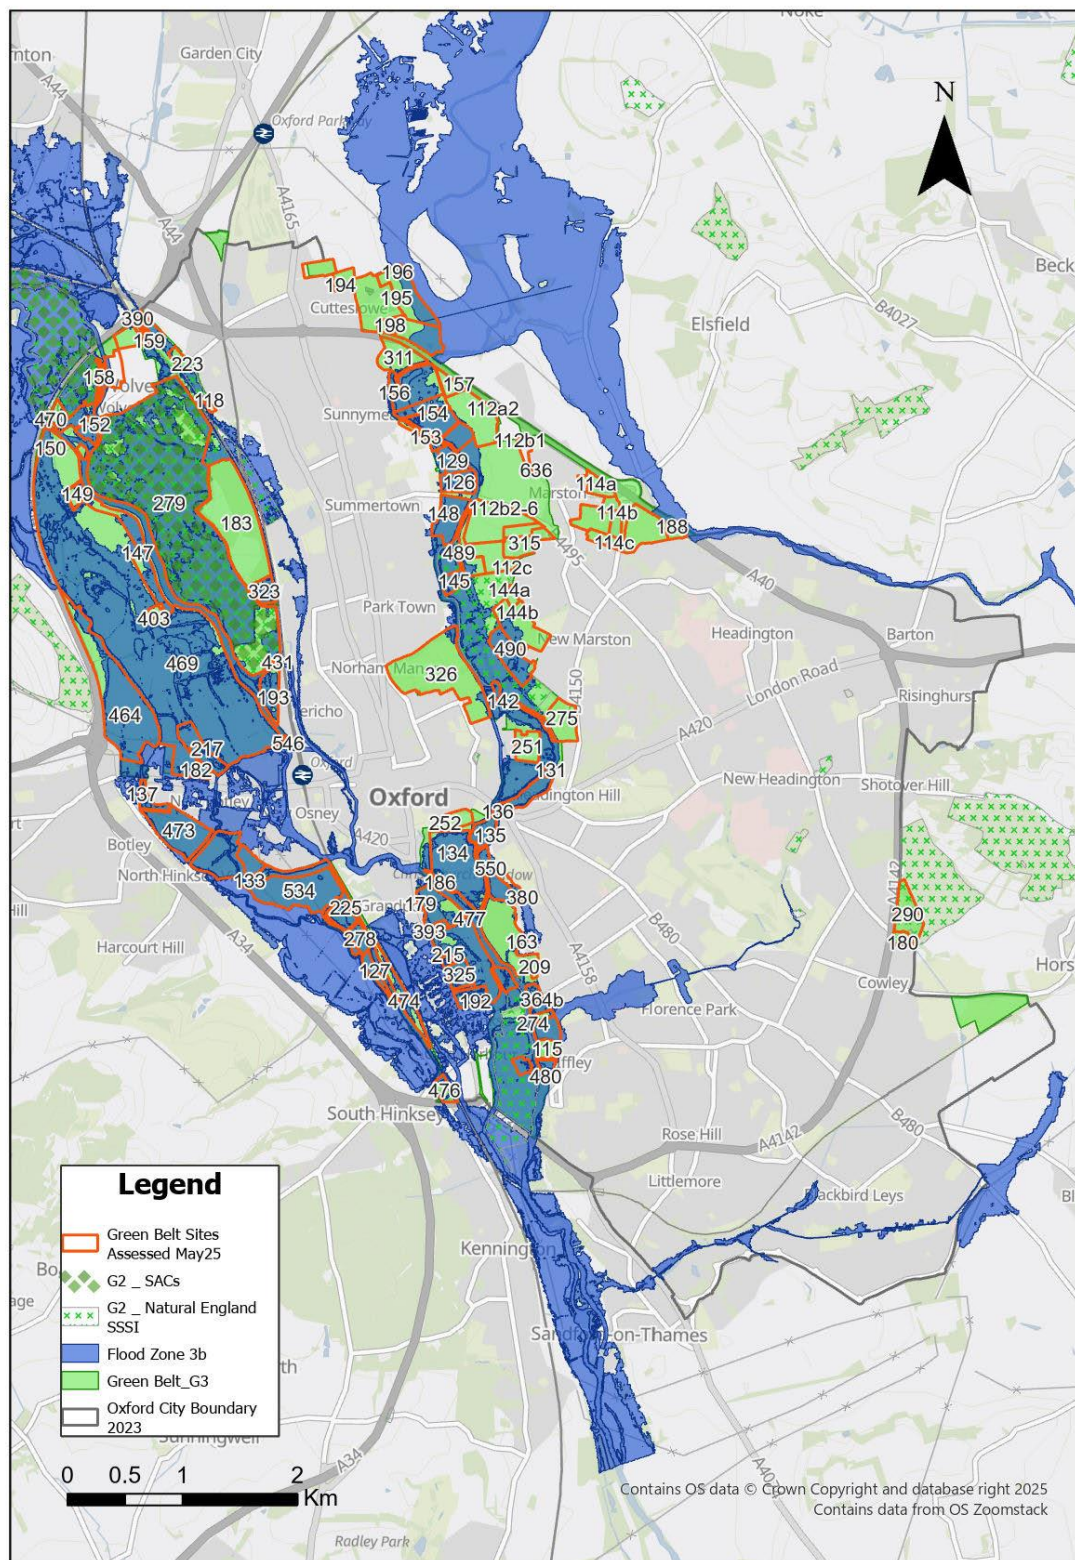 Noke
Garden City
A44
Oxford Parkway
A44
A4165
N
Beck
B4027
Elsfield
196
194
195
Cutteslowe
198
390
159
311
223
158
157
156
118
112a2
154
Sunnyme
470
152
153
112b1
150
129
636
126
114a
Marston
149
279
Summertown
148
112b2-6
183
114b
188
315
114c
A495
147
489
112c
A40
145
144a
323
403
Park Town
144b
Barton
Headington
490
New Marston
469
431
326
London Road
Risinghurst
142
193
A4150
464
275
A420
217
251
546
Oxford
182
131
New Headington
Shotover Hill
137
Oxford
136
252
473
Osney
135
A420
Botley
134
North Hinksey
550
133
534
186
380
A4142
225
179
477
290
B480
Harcourt Hill
278
393
163
180
A34
215
A4158
127
325
209
Cowley
474
192
364b
Florence Park
274
115
480
476
South Hinksey
B480
Rose Hill
A4142
Littlemore
Blackbird Leys
Kennington
Sandford-on-Thames
Legend
Green Belt Sites
Assessed May25
G2 _ SACs
G2 _ Natural England
SSSI
Flood Zone 3b
Green Belt_G3
Oxford City Boundary
2023
Sunningwell
A34
0 0.5 1 2
Km
Contains OS data © Crown Copyright and database right 2025
Contains data from OS Zoomstack
Radley Park